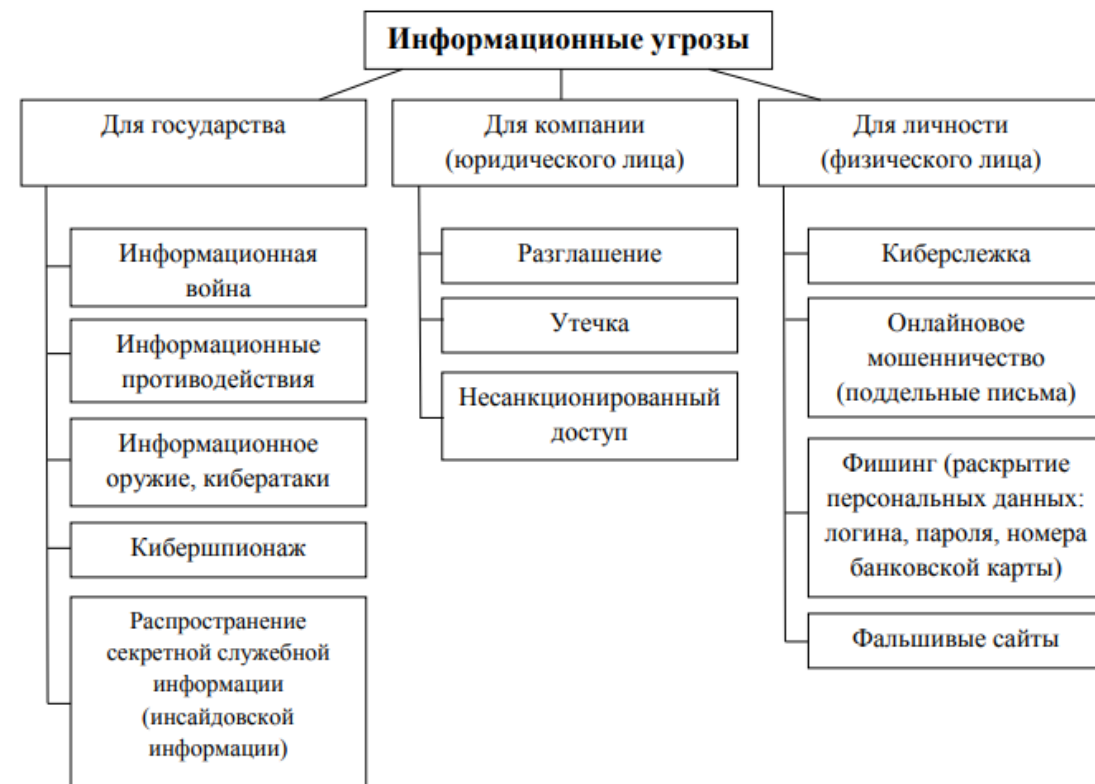 Информационные угрозы
Для государства
Для компании
(юридического лица)
Для личности
(физического лица)
Информационная
война
Информационные
противодействия
Информационное
оружие, кибератаки
Кибершпионаж
Распространение
секретной служебной
информации
(инсайдовской
информации)
Разглашение
Утечка
Несанкционированный
доступ
Киберслежка
Онлайновое
мошенничество
(поддельные письма)
Фишинг (раскрытие
персональных данных:
логина, пароля, номера
банковской карты)
Фальшивые сайты